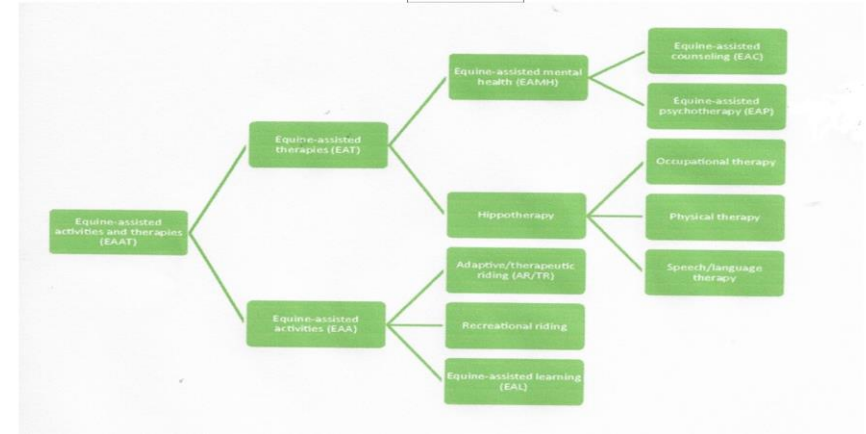 Equine-assisted
counseling (EAC)
Equine-assisted mental
health (EAMH)
Equine-assisted
psychotherapy (EAP)
Equine-assisted
therapies (EAT)
Occupational therapy
Equine-assisted
activities and therapies
(EAAT)
Hippotherapy
Physical therapy
Adaptive/therapeutic
riding (AR/TR)
Speech/language
therapy
Equine-assisted
activities (EAA)
Recreational riding
Equine-assisted learning
(EAL)